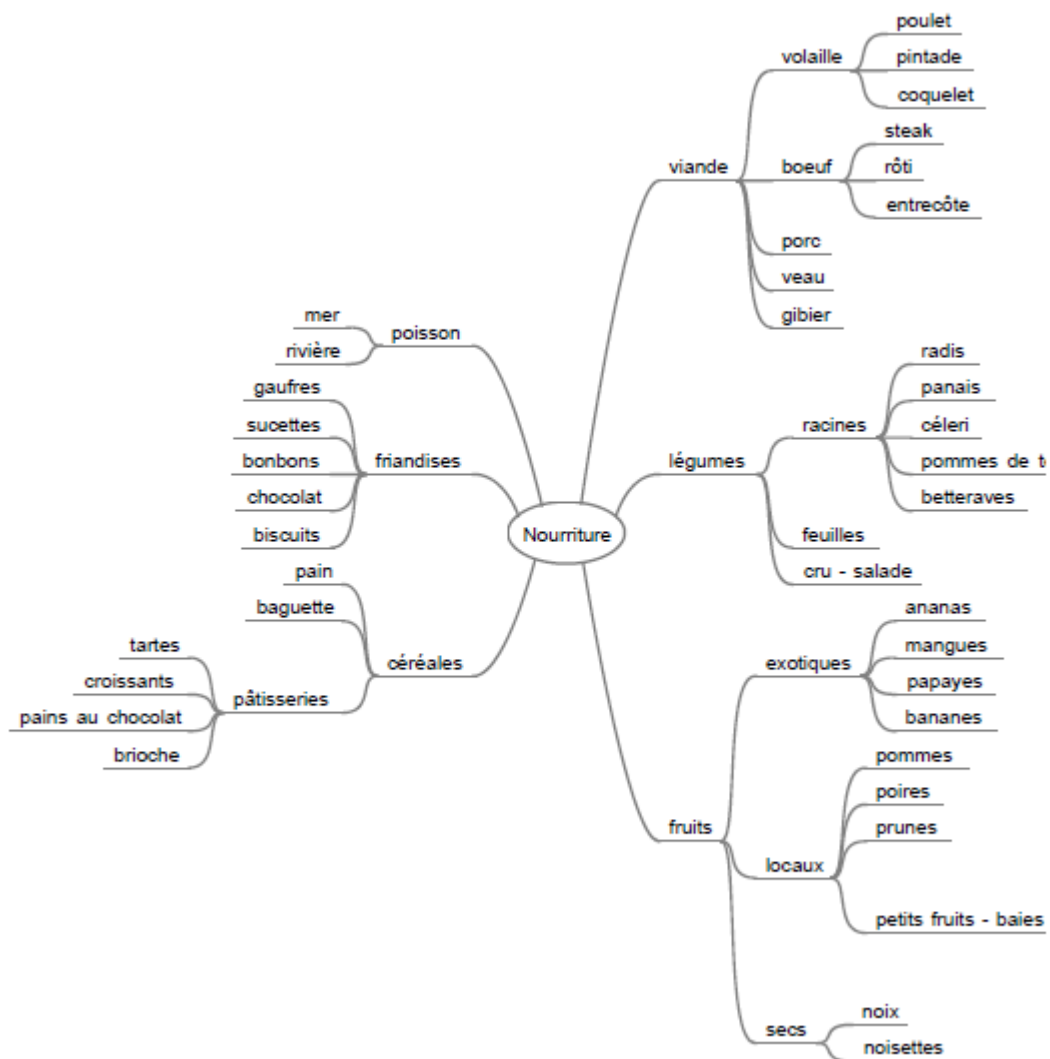 poulet
volaille
pintade
coquelet
steak
viande
boeuf
rôti
entrecôte
porc
veau
gibier
mer
poisson
rivière
gaufres
sucettes
bonbons
friandises
chocolat
biscuits
radis
panais
racines
céleri
légumes
pommes de
betteraves
feuilles
cru - salade
Nourriture
pain
baguette
céréales
tartes
croissants
pâtisseries
pains au chocolat
brioche
ananas
mangues
exotiques
papayes
bananes
pommes
poires
fruits
prunes
locaux
petits fruits - baies
noix
secs
noisettes